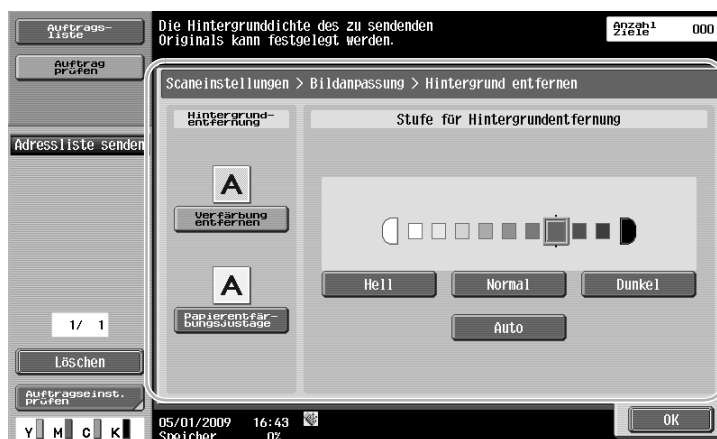 Auftrags-
liste
Auftrag
prüfen
Adressliste senden
1/ 1
Löschen
Auftragseinst.
prüfen
Y M C K
Die Hintergrunddichte des zu sendenden
Originals kann festgelegt werden.
Anzahl
Ziele 000
Scaneinstellungen > Bildanpassung > Hintergrund entfernen
Hintergrund-
entfernung
A
Verfärbung
entfernen
A
Papierentfär-
bungsJustage
Stufe für Hintergrundentfernung
Hell Normal Dunkel
Auto
05/01/2009 16:43
Speicher 0%
OK